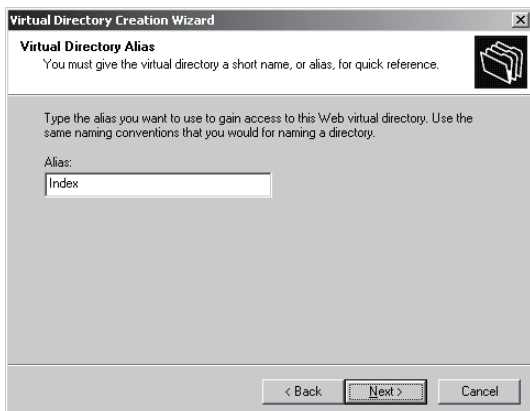 Virtual Directory Creation Wizard
Virtual Directory Alias
You must give the virtual directory a short name, or alias, for quick reference.
Type the alias you want to use to gain access to this Web virtual directory. Use the
same naming conventions that you would for naming a directory.
Alias:
Index
< Back Next > Cancel